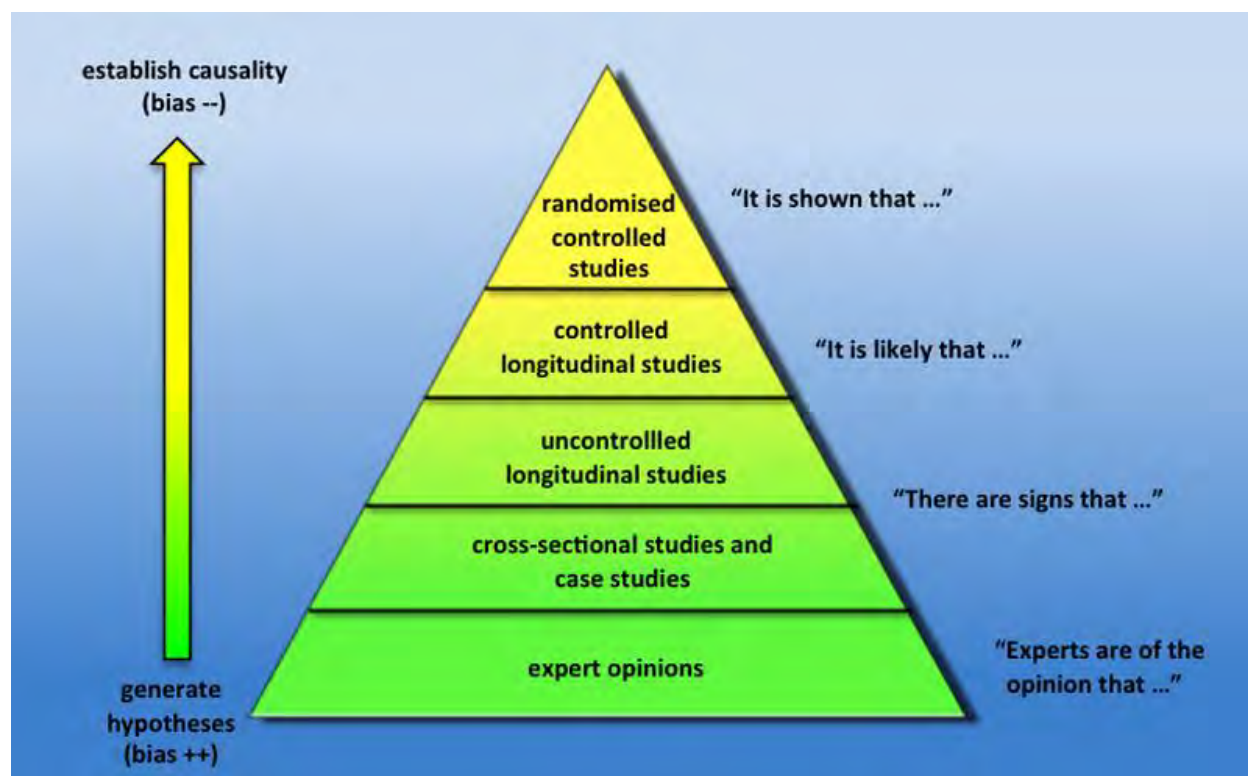 establish causality
(bias --)
randomised
controlled
studies
"It is shown that ..."
controlled
longitudinal studies
"It is likely that ..."
uncontrollled
longitudinal studies
"There are signs that ..."
cross-sectional studies and
case studies
expert opinions
"Experts are of the
opinion that ..."
generate
hypotheses
(bias ++)